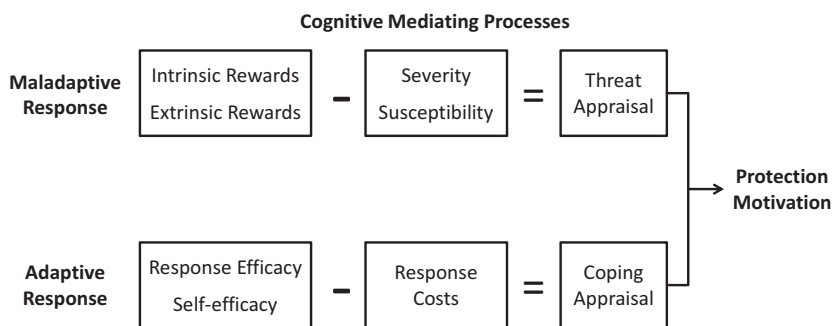 Cognitive Mediating Processes
Maladaptive
Response
Intrinsic Rewards
Extrinsic Rewards
-
Severity
Susceptibility
=
Threat
Appraisal
Protection
Motivation
Adaptive
Response
Response Efficacy
Self-efficacy
-
Response
Costs
=
Coping
Appraisal